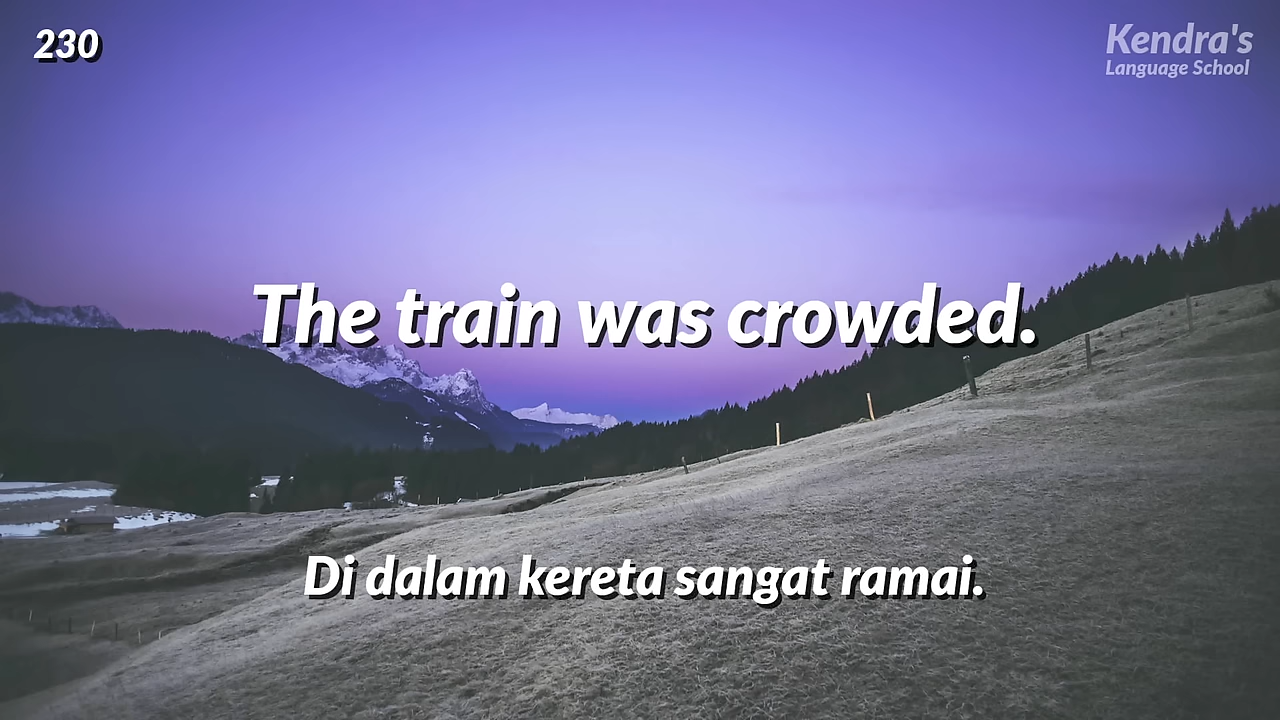 230
Kendra's
Language School
The train was crowded.
Di dalam kereta sangat ramai.